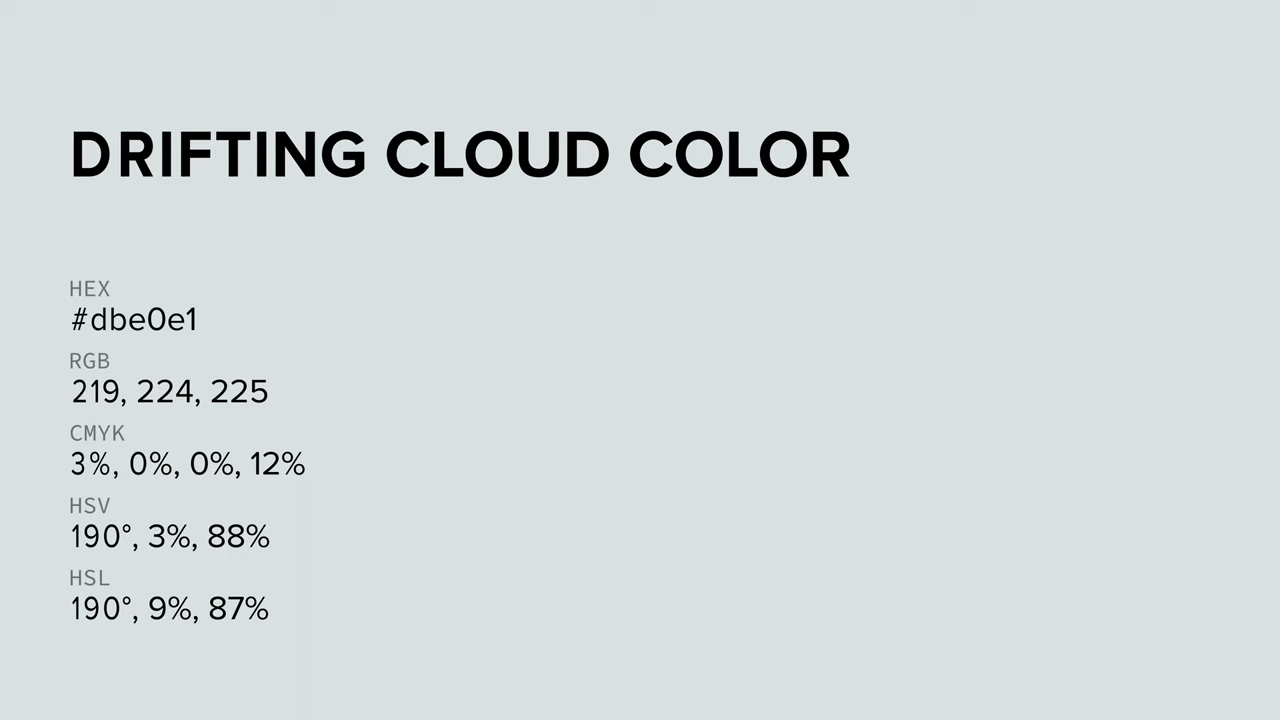 DRIFTING CLOUD COLOR
HEX
#dbe0e1
RGB
219, 224, 225
CMYK
3%, 0%, 0%, 12%
HSV
190°, 3%, 88%
HSL
190°, 9%, 87%